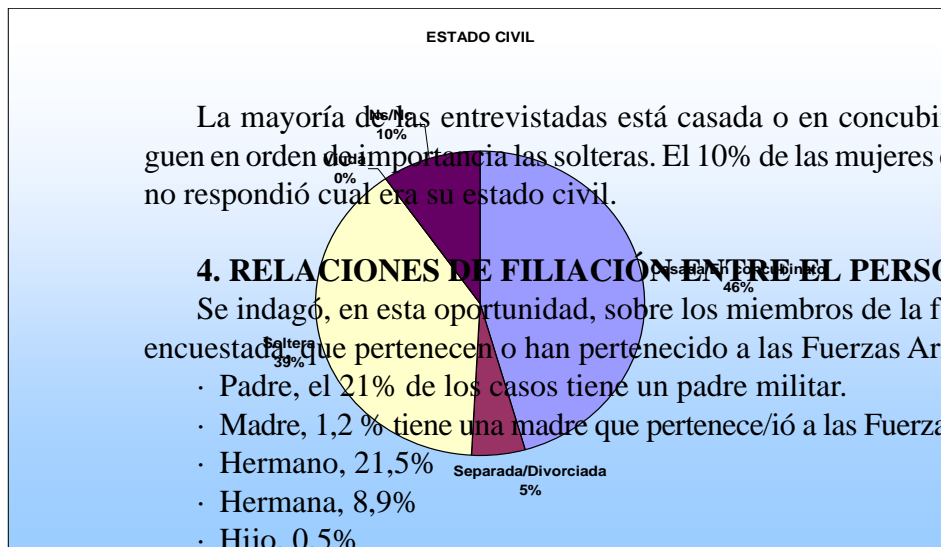 ESTADO CIVIL
La mayoría de las entrevistadas está casada o en concubi
guen en orden de importancia las solteras. El 10% de las mujeres
no respondió cual era su estado civil.
Ns/Nc
10%
Viuda
0%
4. RELACIONES DE FILIACIÓN ENTRE EL PERSO
Casada/En concubinato
46%
Se indagó, en esta oportunidad, sobre los miembros de la f
encuestada, que pertenecen o han pertenecido a las Fuerzas Ar
Soltera
39%
· Padre, el 21% de los casos tiene un padre militar.
· Madre, 1,2 % tiene una madre que pertenece/ió a las Fuerza
· Hermano, 21,5%
Separada/Divorciada
5%
· Hermana, 8,9%
· Hijo, 0,5%